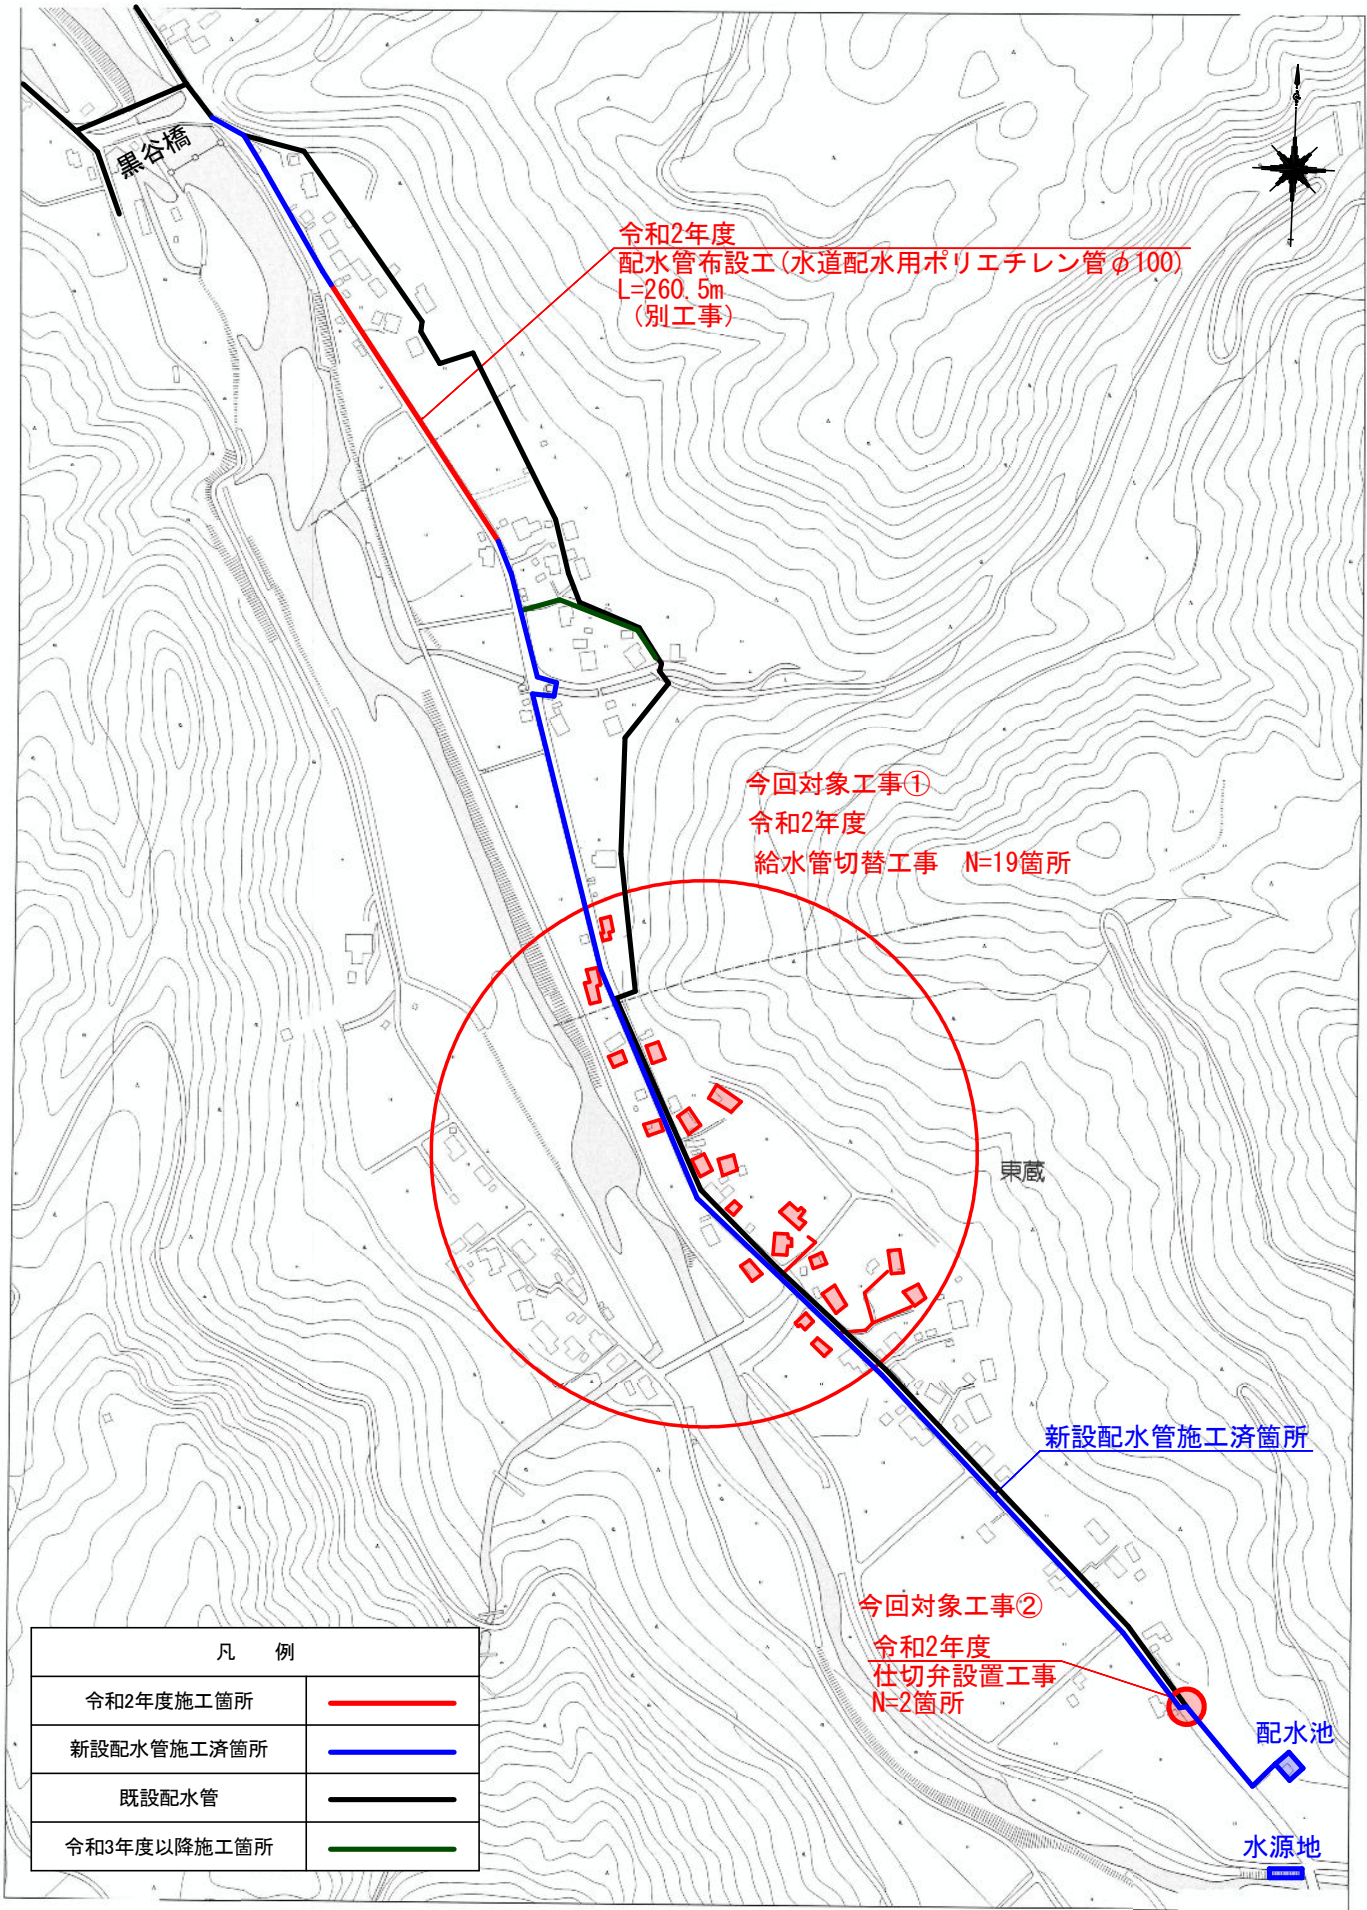 黒谷橋
令和2年度
配水管布設工(水道配水用ポリエチレン管φ100)
L=260.5m
(別工事)
今回対象工事①
令和2年度
給水管切替工事 N=19箇所
東蔵
新設配水管施工済箇所
今回対象工事②
令和2年度
仕切弁設置工事
N=2箇所
配水池
水源地
凡 例
令和2年度施工箇所
新設配水管施工済箇所
既設配水管
令和3年度以降施工箇所